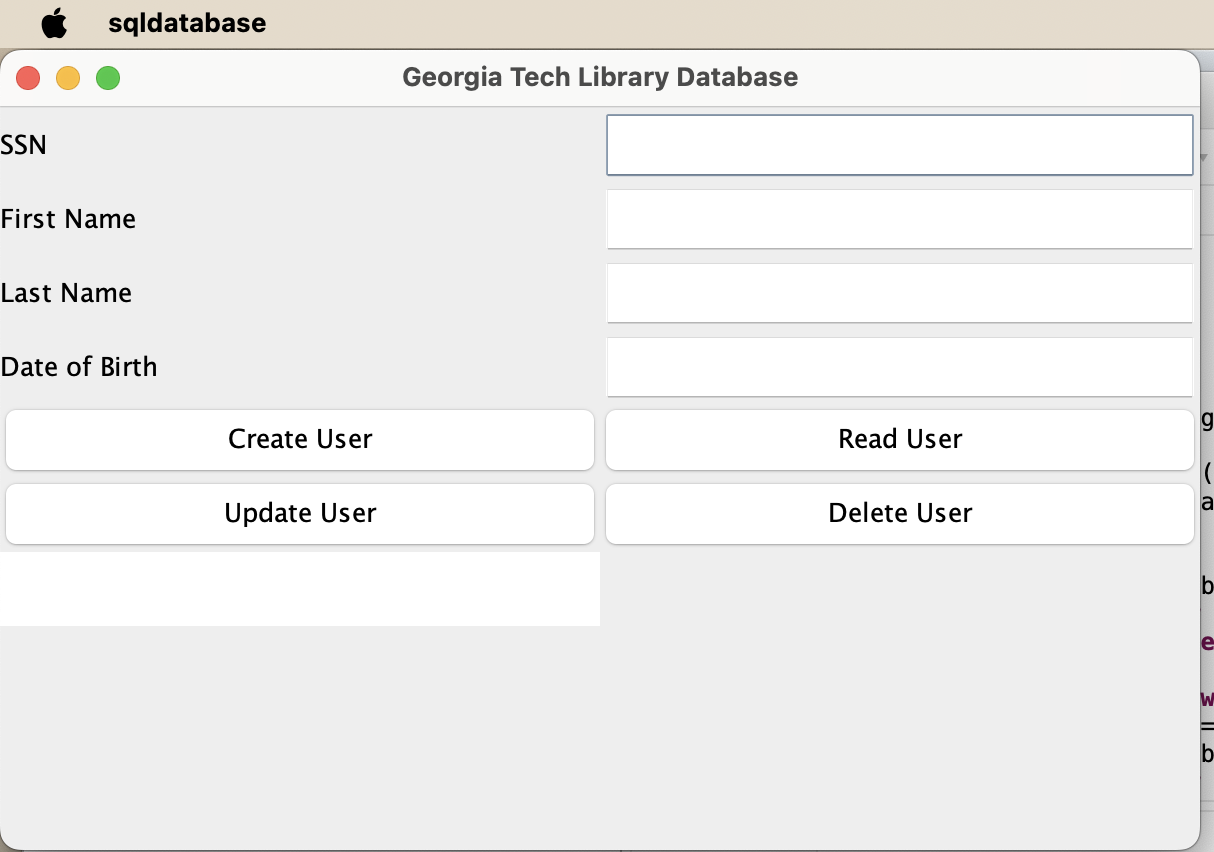 sqldatabase
Georgia Tech Library Database
SSN
First Name
Last Name
Date of Birth
Create User
Read User
Update User
Delete User
g
(
a
b
e
w
=
b